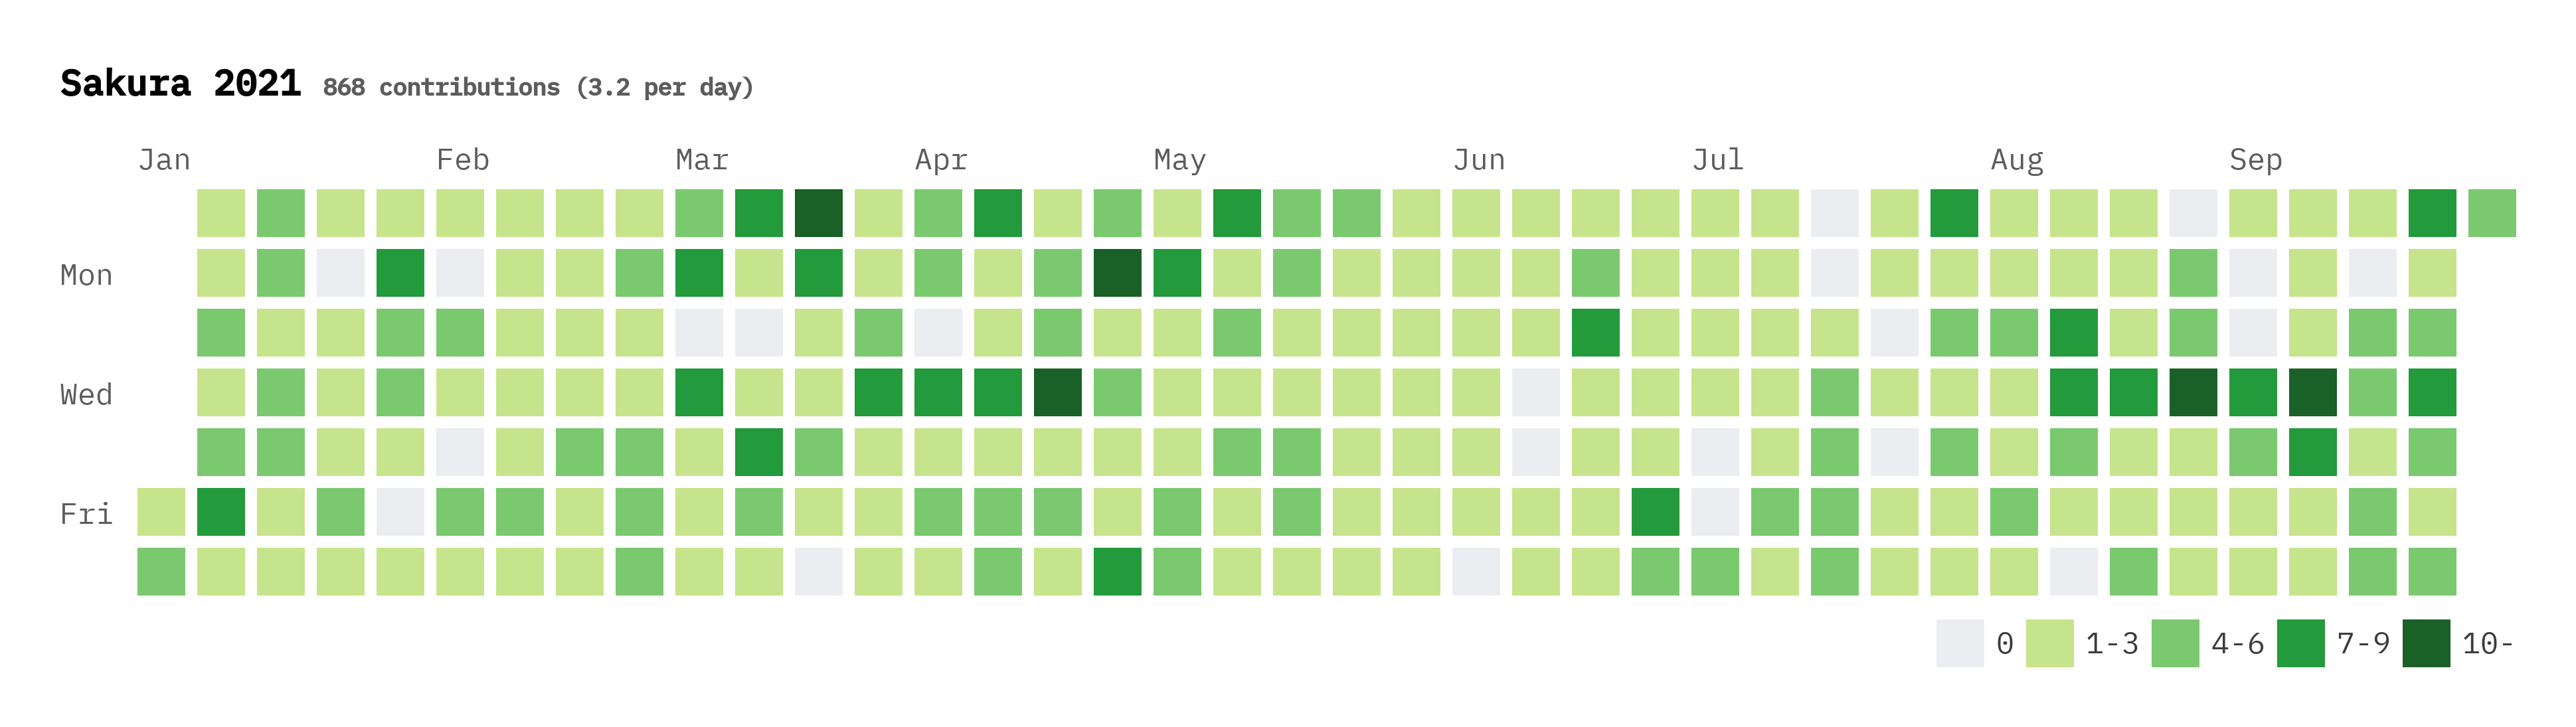 Sakura 2021 868 contributions (3.2 per day)
Jan Feb Mar Apr May Jun Jul Aug Sep
Mon
Wed
Fri
0 1-3 4-6 7-9 10-